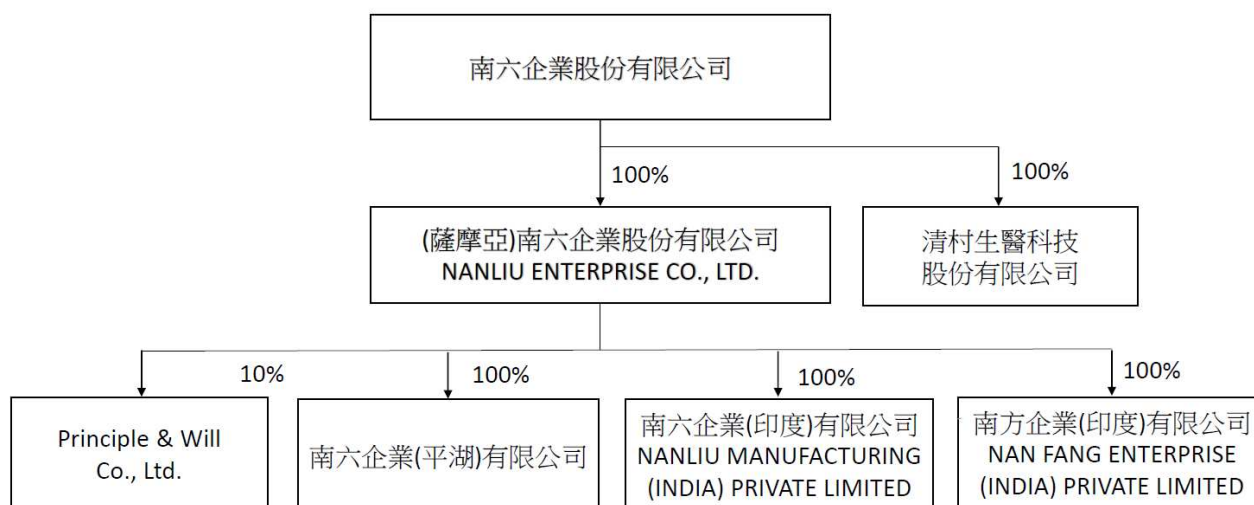 南六企業股份有限公司
100%
100%
(薩摩亞)南六企業股份有限公司
NANLIU ENTERPRISE CO., LTD.
清村生醫科技
股份有限公司
10%
100%
100%
100%
Principle & Will
Co., Ltd.
南六企業(平湖)有限公司
南六企業(印度)有限公司
NANLIU MANUFACTURING
(INDIA) PRIVATE LIMITED
南方企業(印度)有限公司
NAN FANG ENTERPRISE
(INDIA) PRIVATE LIMITED